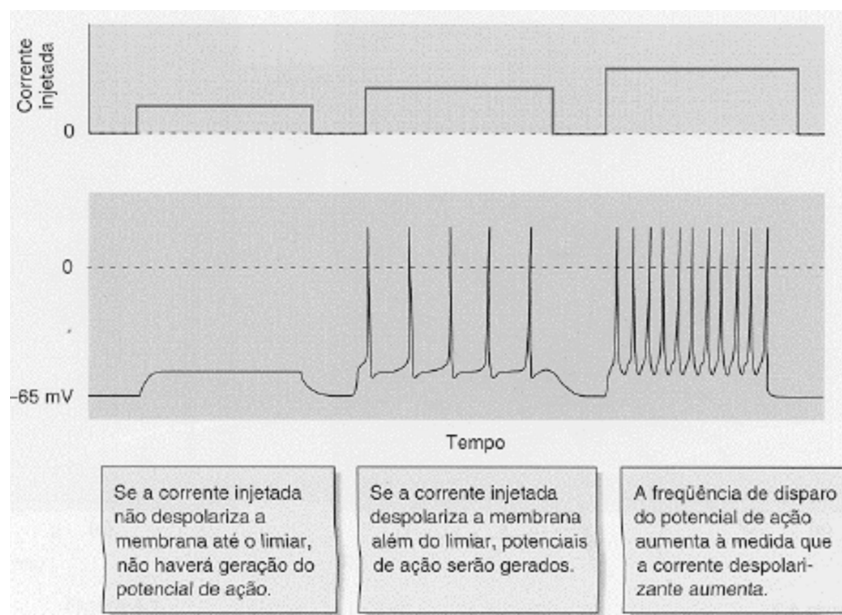 Corrente
injetada
0
0
–65 mV
Tempo
Se a corrente injetada
não despolariza a
membrana até o limiar,
não haverá geração do
potencial de ação.
Se a corrente injetada
despolariza a membrana
além do limiar, potenciais
de ação serão gerados.
A freqüência de disparo
do potencial de ação
aumenta à medida que
a corrente despolari-
zante aumenta.